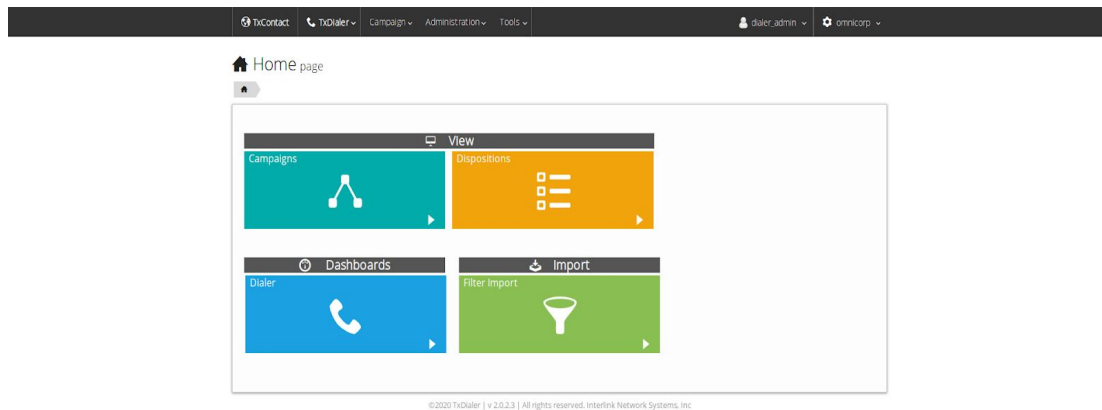 TxContact TxDialer Campaign Administration Tools dialer_admin omnicorp
Home page
View
Campaigns Dispositions
Dashboards Import
Dialer Filter Import
©2020 TxDialer | v 2.0.2.3 | All rights reserved. Interlink Network Systems, Inc